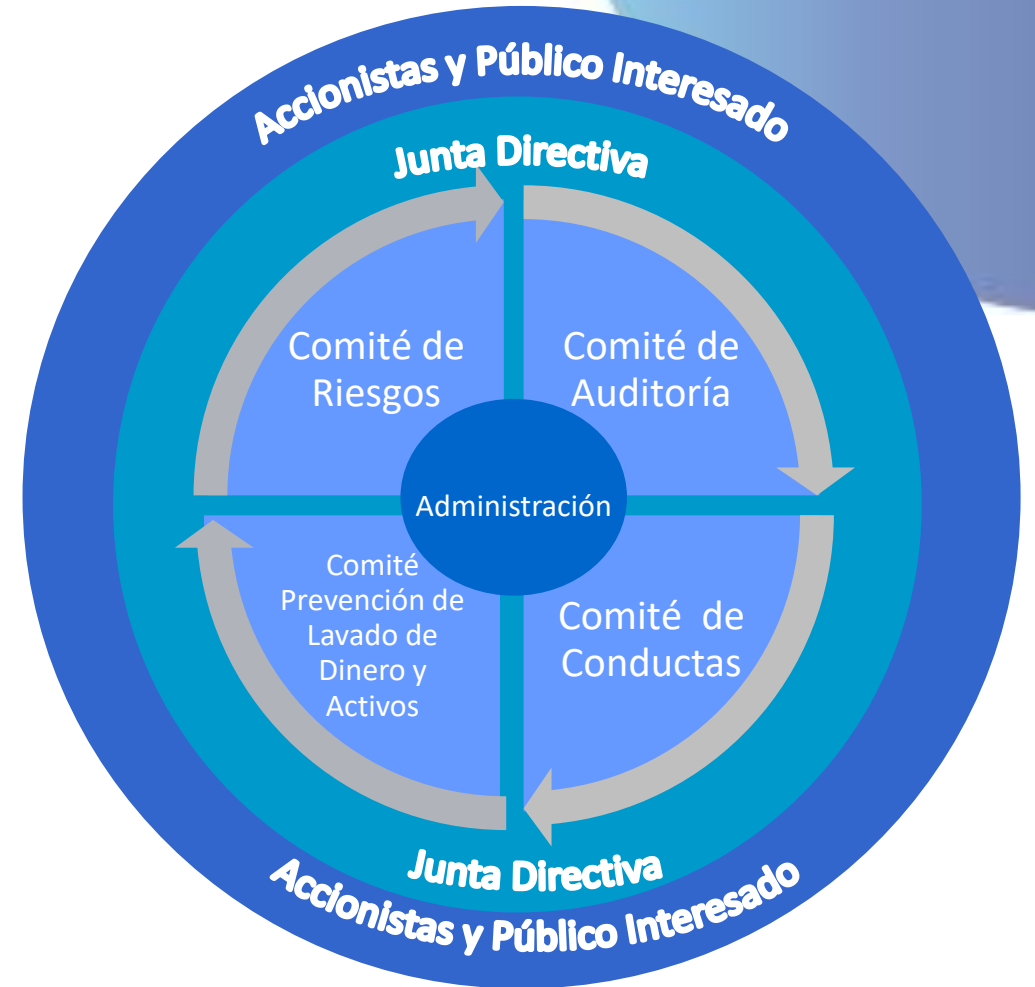 Accionistas y Público Interesado
Junta Directiva
Comité de
Riesgos
Comité de
Auditoría
Administración
Comité
Prevención de
Lavado de
Dinero y
Activos
Comité  de
Conductas
Junta Directiva
Accionistas y Público Interesado